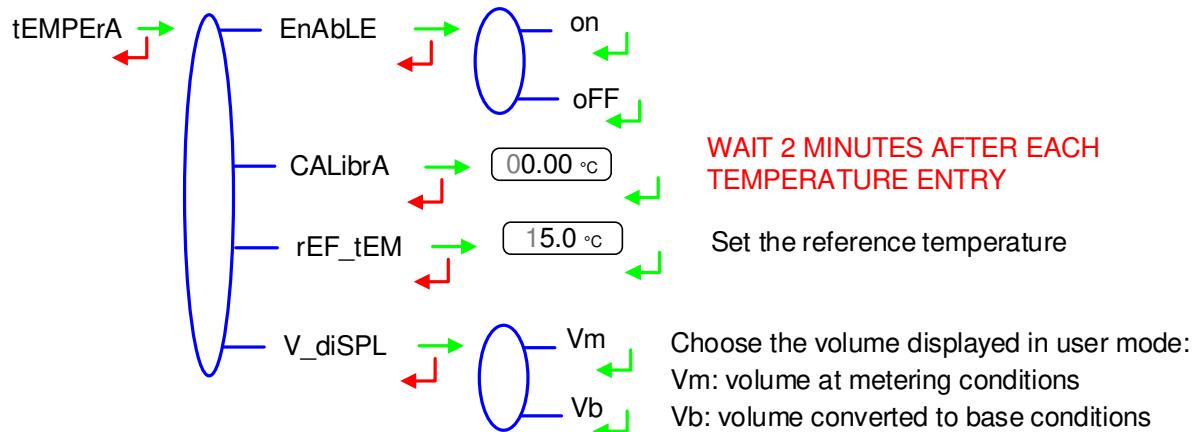 tEMPErA
EnAbLE
on
oFF
CALibrA
00.00 °C
WAIT 2 MINUTES AFTER EACH
TEMPERATURE ENTRY
rEF_tEM
15.0 °C
Set the reference temperature
V_diSPL
Vm
Vb
Choose the volume displayed in user mode:
Vm: volume at metering conditions
Vb: volume converted to base conditions